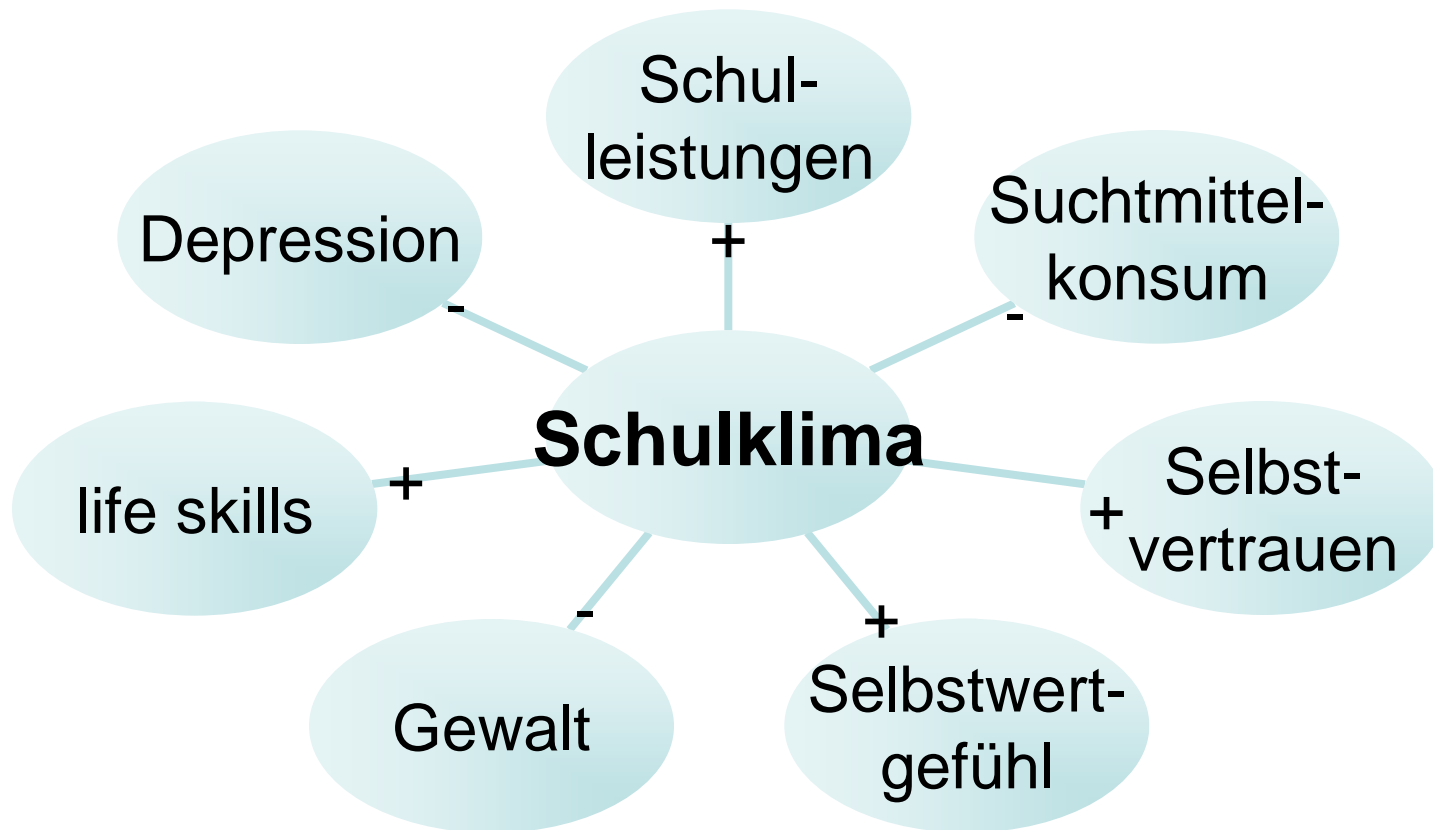 Schul-
leistungen
+
Suchtmittel-
konsum
-
Depression
-
Schulklima
Selbst-
vertrauen
+
life skills
+
Selbstwert-
gefühl
+
Gewalt
-